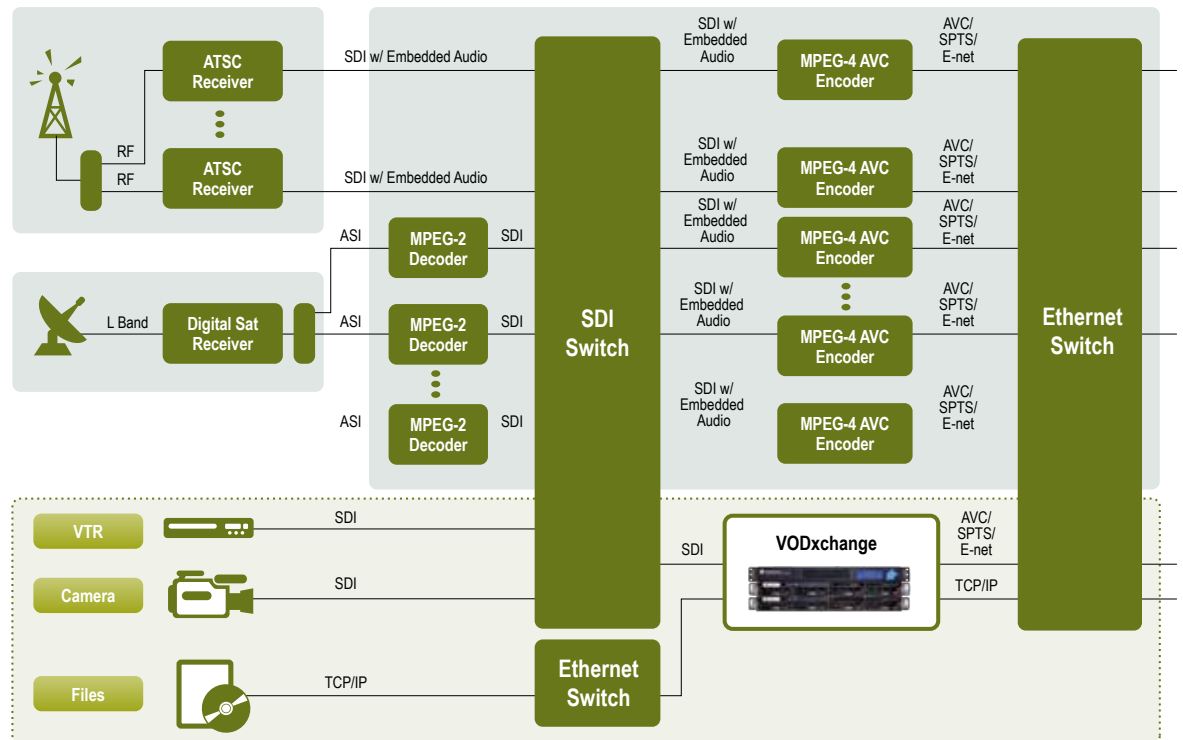 ATSC
Receiver
SDI w/ Embedded Audio
SDI w/
Embedded
Audio
MPEG-4 AVC
Encoder
AVC/
SPTS/
E-net
RF
RF
ATSC
Receiver
SDI w/ Embedded Audio
SDI w/
Embedded
Audio
MPEG-4 AVC
Encoder
AVC/
SPTS/
E-net
ASI
MPEG-2
Decoder
SDI
SDI w/
Embedded
Audio
MPEG-4 AVC
Encoder
AVC/
SPTS/
E-net
L Band
Digital Sat
Receiver
ASI
MPEG-2
Decoder
SDI
SDI
Switch
SDI w/
Embedded
Audio
MPEG-4 AVC
Encoder
AVC/
SPTS/
E-net
Ethernet
Switch
ASI
MPEG-2
Decoder
SDI
SDI w/
Embedded
Audio
MPEG-4 AVC
Encoder
AVC/
SPTS/
E-net
VTR
SDI
SDI
VODxchange
AVC/
SPTS/
E-net
Camera
SDI
TCP/IP
Files
TCP/IP
Ethernet
Switch